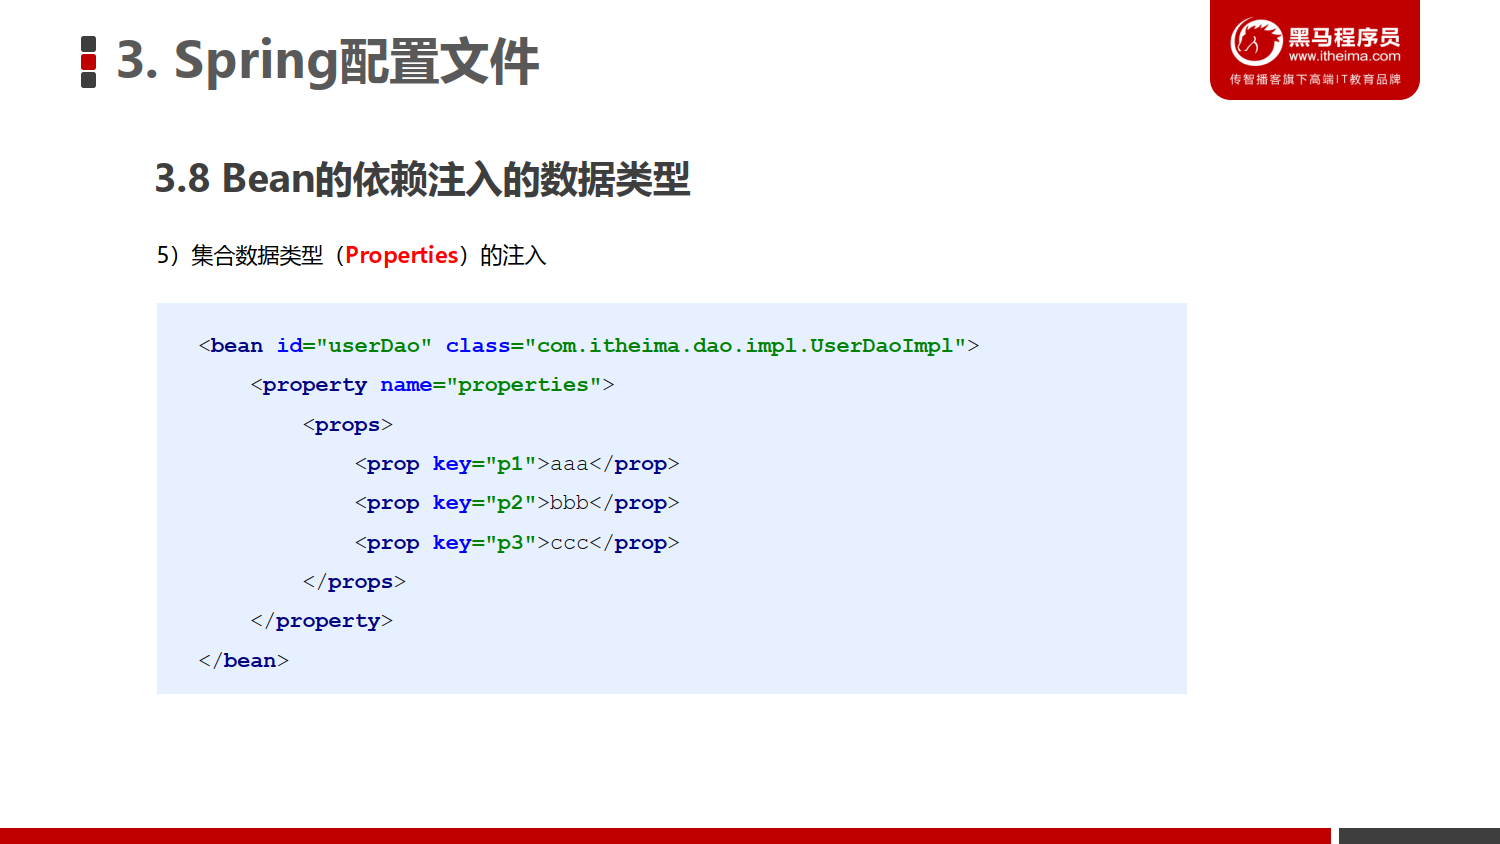 3. Spring配置文件
黑马程序员
www.itheima.com
传智播客旗下高端IT教育品牌
3.8 Bean的依赖注入的数据类型
5）集合数据类型（Properties）的注入
<bean id="userDao" class="com.itheima.dao.impl.UserDaoImpl">
    <property name="properties">
        <props>
            <prop key="p1">aaa</prop>
            <prop key="p2">bbb</prop>
            <prop key="p3">ccc</prop>
        </props>
    </property>
</bean>